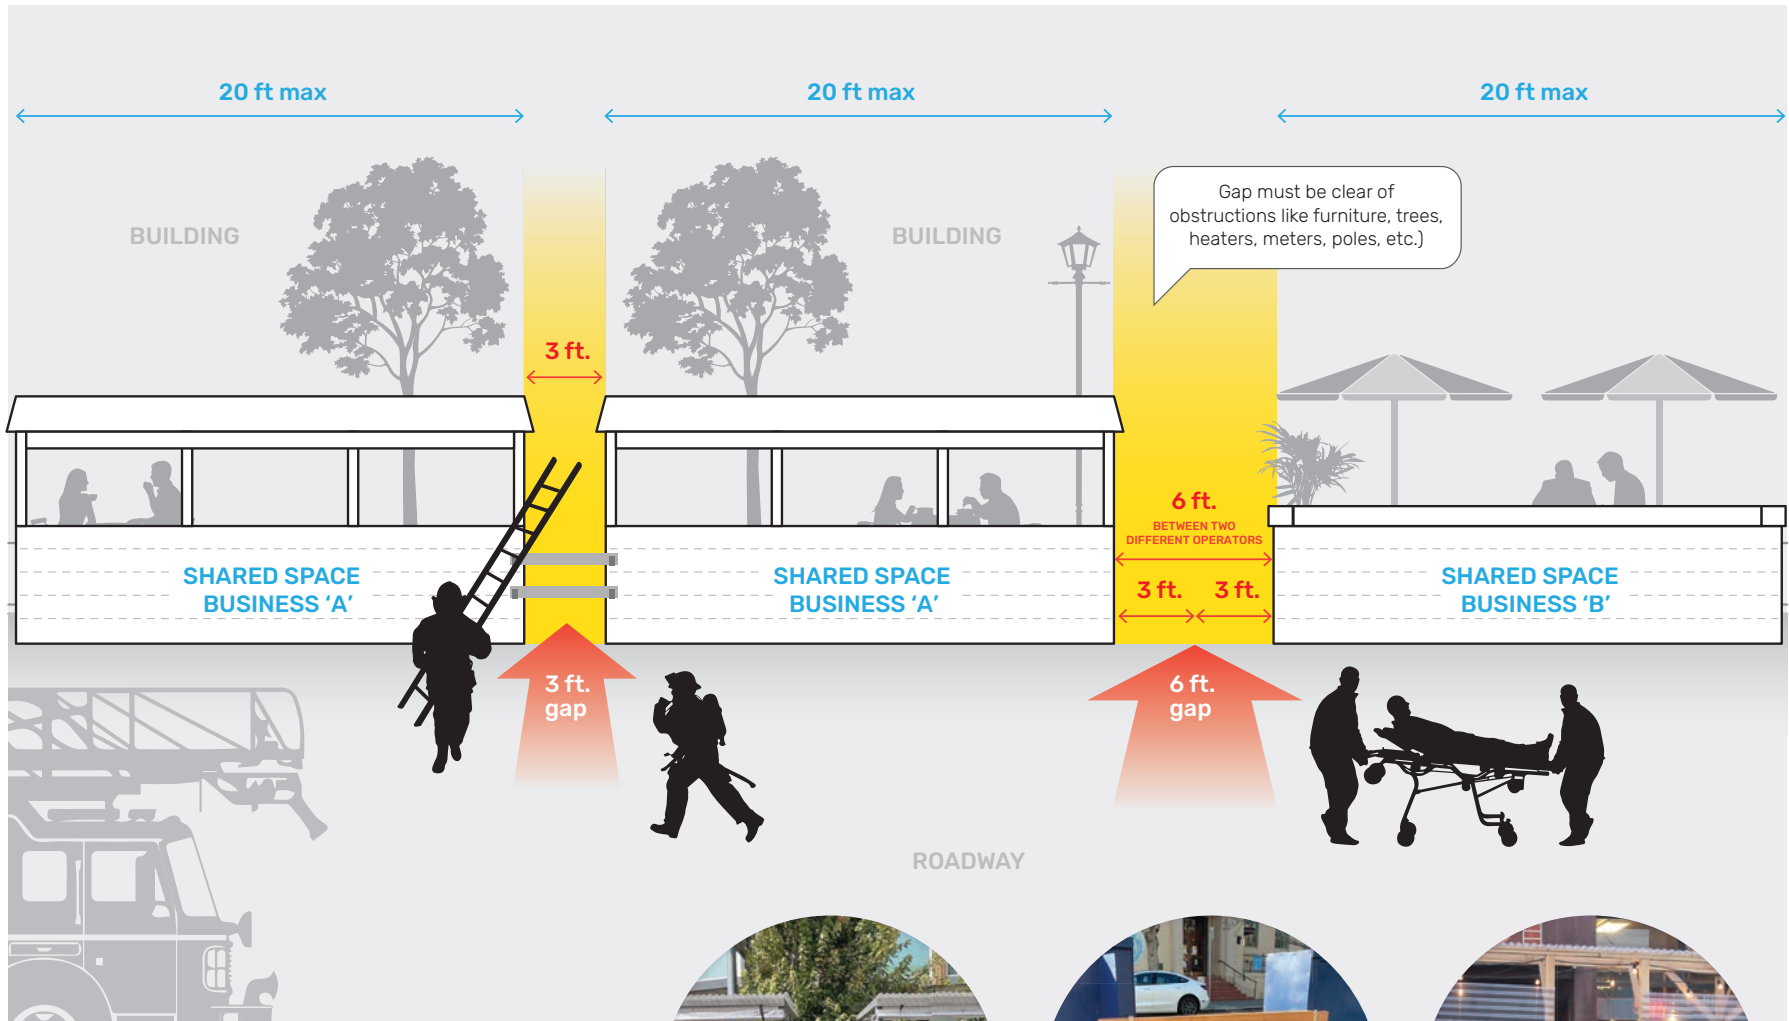 20 ft max
20 ft max
20 ft max
Gap must be clear of
obstructions like furniture, trees,
heaters, meters, poles, etc.)
BUILDING
BUILDING
3 ft.
6 ft.
BETWEEN TWO
DIFFERENT OPERATORS
3 ft.
3 ft.
SHARED SPACE
BUSINESS ‘A’
SHARED SPACE
BUSINESS ‘A’
SHARED SPACE
BUSINESS ‘B’
3 ft.
gap
6 ft.
gap
ROADWAY